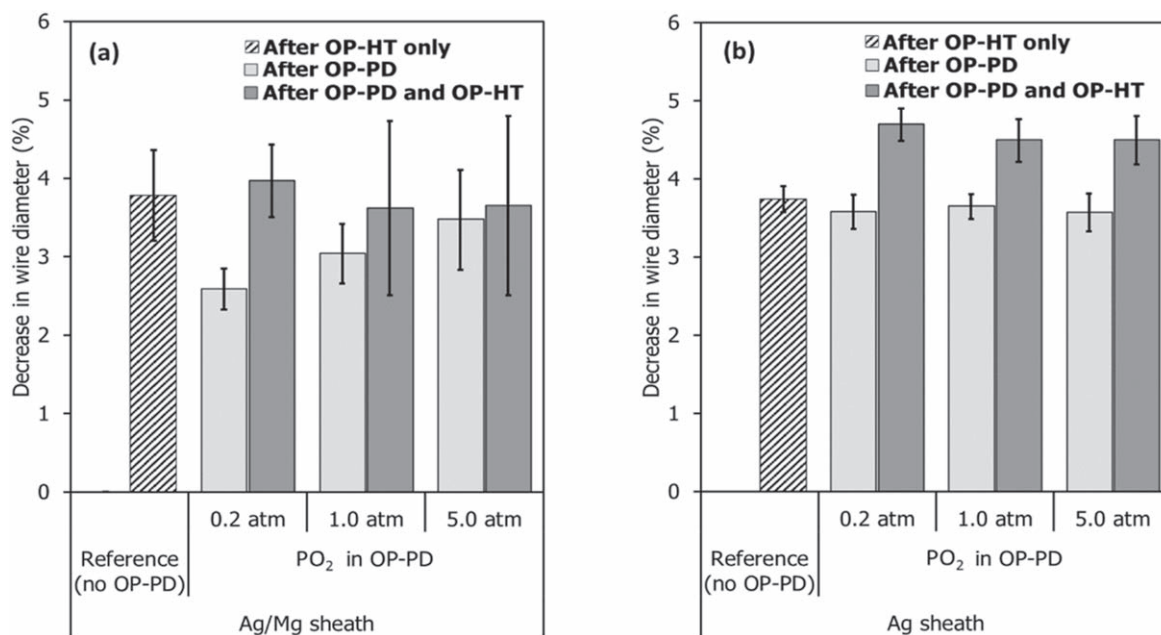 (a)
After OP-HT only
After OP-PD
After OP-PD and OP-HT
Decrease in wire diameter (%)
6
5
4
3
2
1
0
0.2 atm 1.0 atm 5.0 atm
Reference
(no OP-PD)
PO₂ in OP-PD
Ag/Mg sheath
(b)
After OP-HT only
After OP-PD
After OP-PD and OP-HT
Decrease in wire diameter (%)
6
5
4
3
2
1
0
0.2 atm 1.0 atm 5.0 atm
Reference
(no OP-PD)
PO₂ in OP-PD
Ag sheath